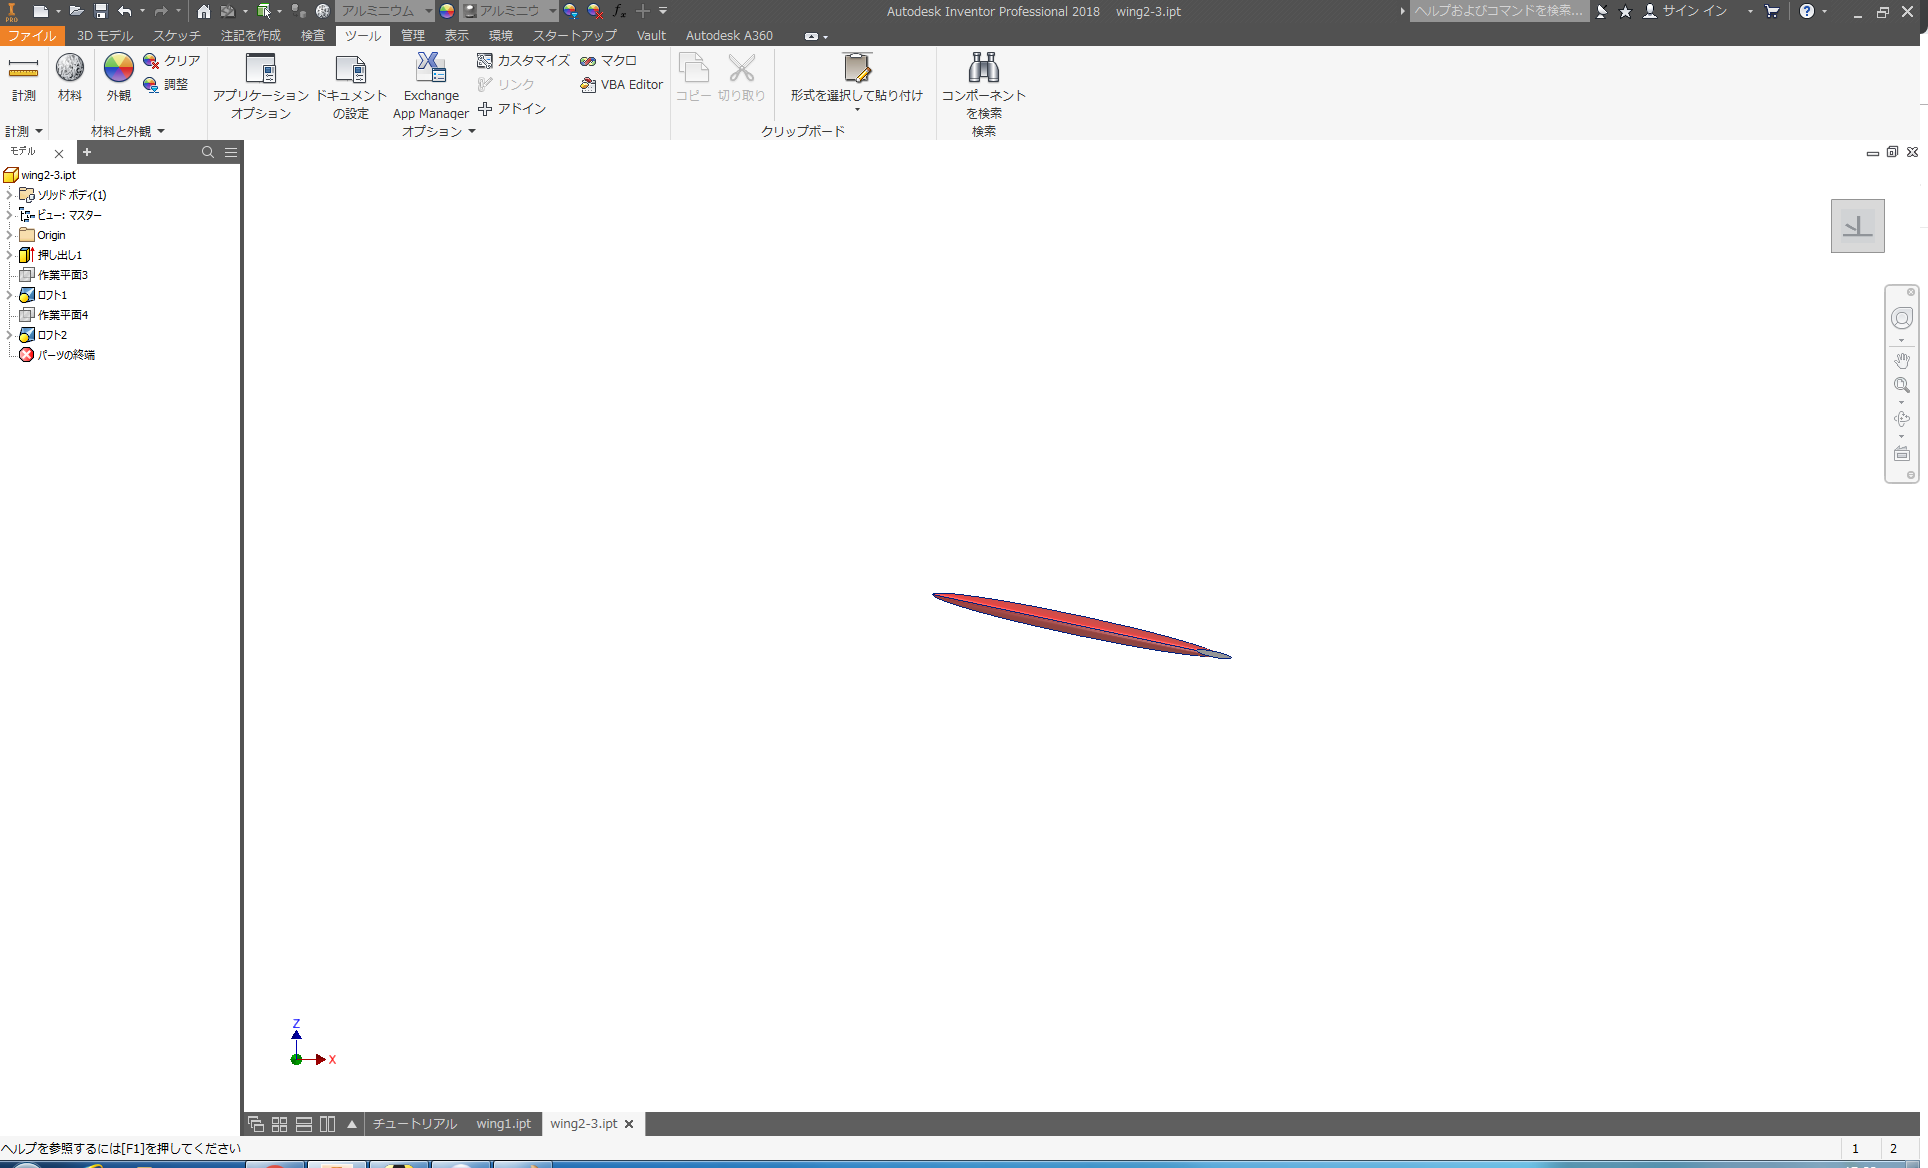 アルミニウム
アルミニウ
Autodesk Inventor Professional 2018 wing2-3.ipt
ヘルプおよびコマンドを検索...
サイン イン
ファイル 3D モデル スケッチ 注記を作成 検査 ツール 管理 表示 環境 スタートアップ Vault Autodesk A360
計測
材料
外観
クリア
調整
アプリケーション
オプション
ドキュメント
の設定
Exchange
App Manager
カスタマイズ
リンク
アドイン
マクロ
VBA Editor
コピー
切り取り
形式を選択して貼り付け
コンポーネント
を検索
計測
材料と外観
オプション
クリップボード
検索
モデル
wing2-3.ipt
ソリッド ボディ(1)
ビュー: マスター
Origin
押し出し1
作業平面3
ロフト1
作業平面4
ロフト2
パーツの終端
Z
X
チュートリアル wing1.ipt wing2-3.ipt
ヘルプを参照するには[F1]を押してください
1 2